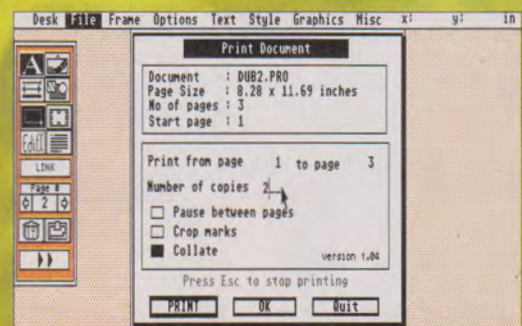 Desk File Frame Options Text Style Graphics Misc x: y: in
Print Document
Document : DUB2.PRO
Page Size : 8.28 x 11.69 inches
No of pages : 3
Start page : 1
Print from page 1 to page 3
Number of copies 2_
Pause between pages
Crop marks
Collate
version 1.04
Press Esc to stop printing
PRINT OK Quit
A
Edit
LINK
Page #
2